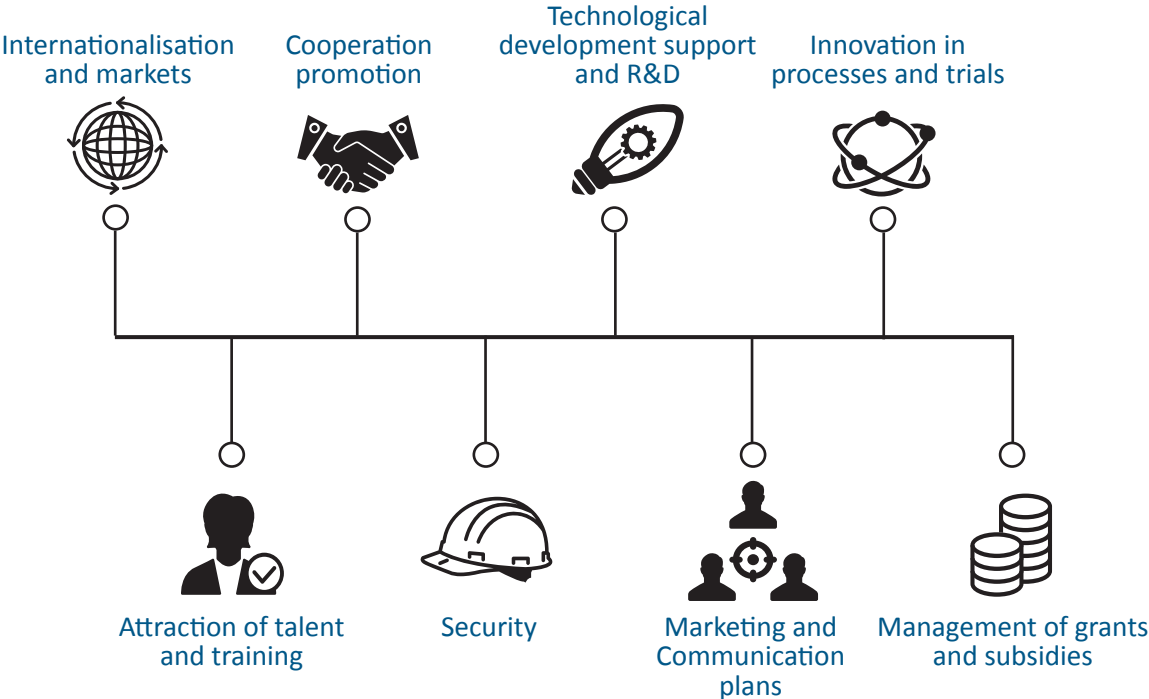 Internationalisation
and markets
Cooperation
promotion
Technological
development support
and R&D
Innovation in
processes and trials
Attraction of talent
and training
Security
Marketing and
Communication
plans
Management of grants
and subsidies